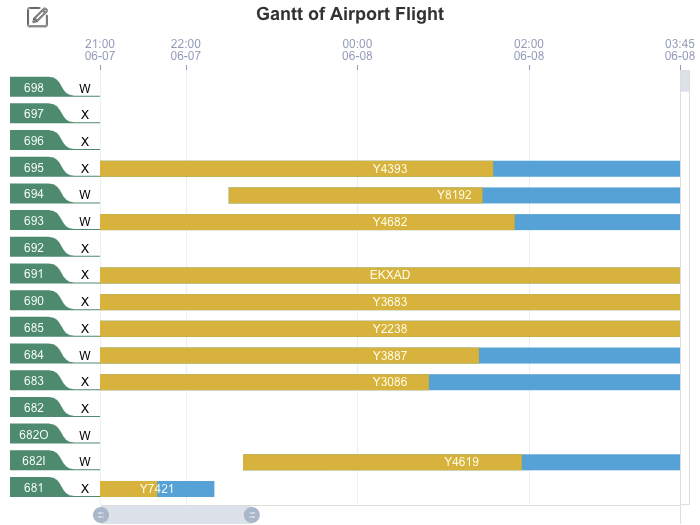 Gantt of Airport Flight
21:00 22:00 00:00 02:00 03:45
06-07 06-07 06-08 06-08 06-08
698 W
697 X
696 X
695 X Y4393
694 W Y8192
693 W Y4682
692 X
691 X EKXAD
690 X Y3683
685 X Y2238
684 W Y3887
683 X Y3086
682 X
682O W
682I W Y4619
681 X Y7421